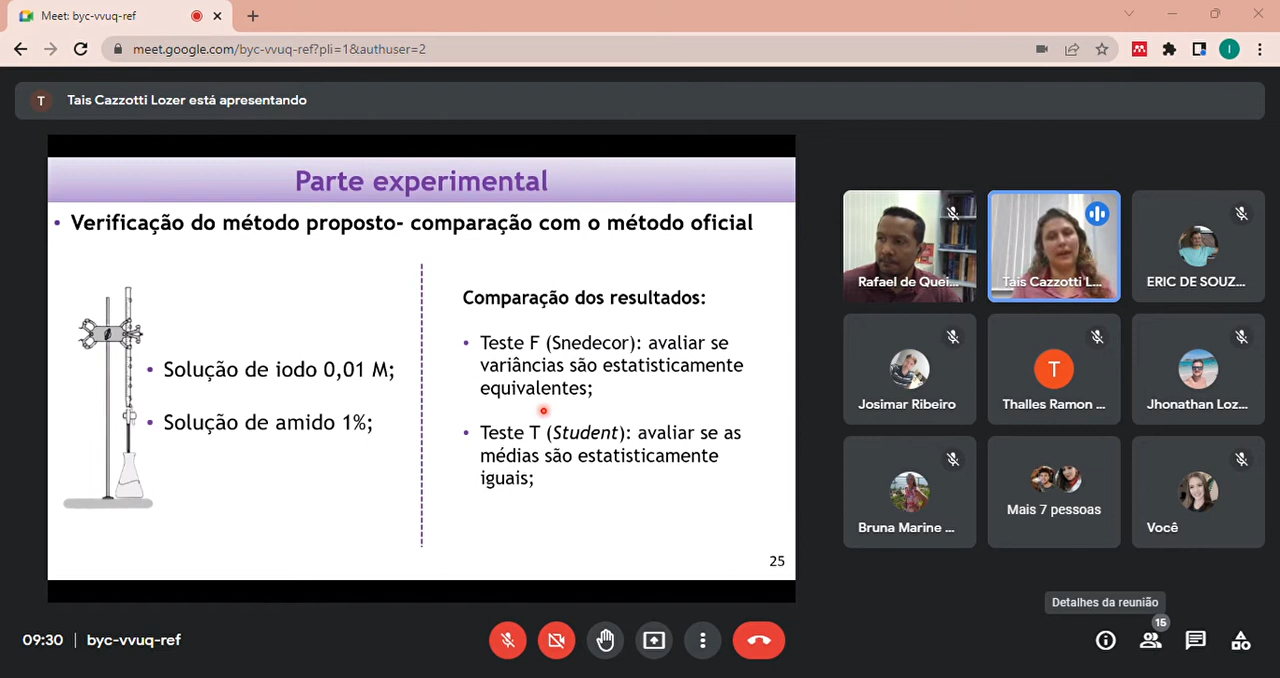 Meet: byc-vvuq-ref
meet.google.com/byc-vvuq-ref?pli=1&authuser=2
I
T
Tais Cazzotti Lozer está apresentando
Parte experimental
• Verificação do método proposto- comparação com o método oficial
• Solução de iodo 0,01 M;
• Solução de amido 1%;
Comparação dos resultados:
• Teste F (Snedecor): avaliar se
variâncias são estatisticamente
equivalentes;
• Teste T (Student): avaliar se as
médias são estatisticamente
iguais;
25
Rafael de Quei...
Tais Cazzotti L...
ERIC DE SOUZ...
Josimar Ribeiro
T
Thalles Ramon ...
Jhonathan Loz...
Bruna Marine ...
Mais 7 pessoas
Você
Detalhes da reunião
09:30 | byc-vvuq-ref
15